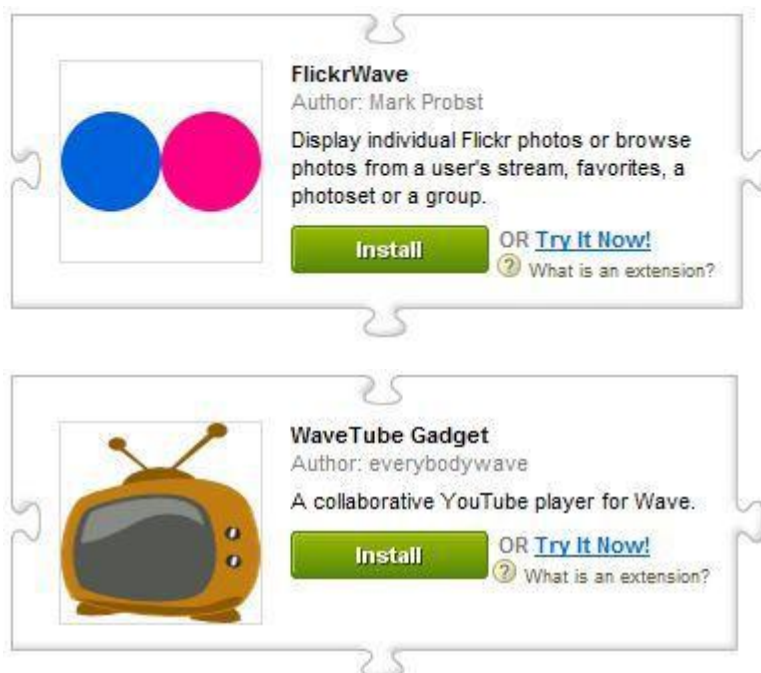 FlickrWave
Author: Mark Probst
Display individual Flickr photos or browse
photos from a user's stream, favorites, a
photoset or a group.
Install OR Try It Now!
? What is an extension?
WaveTube Gadget
Author: everybodywave
A collaborative YouTube player for Wave.
Install OR Try It Now!
? What is an extension?